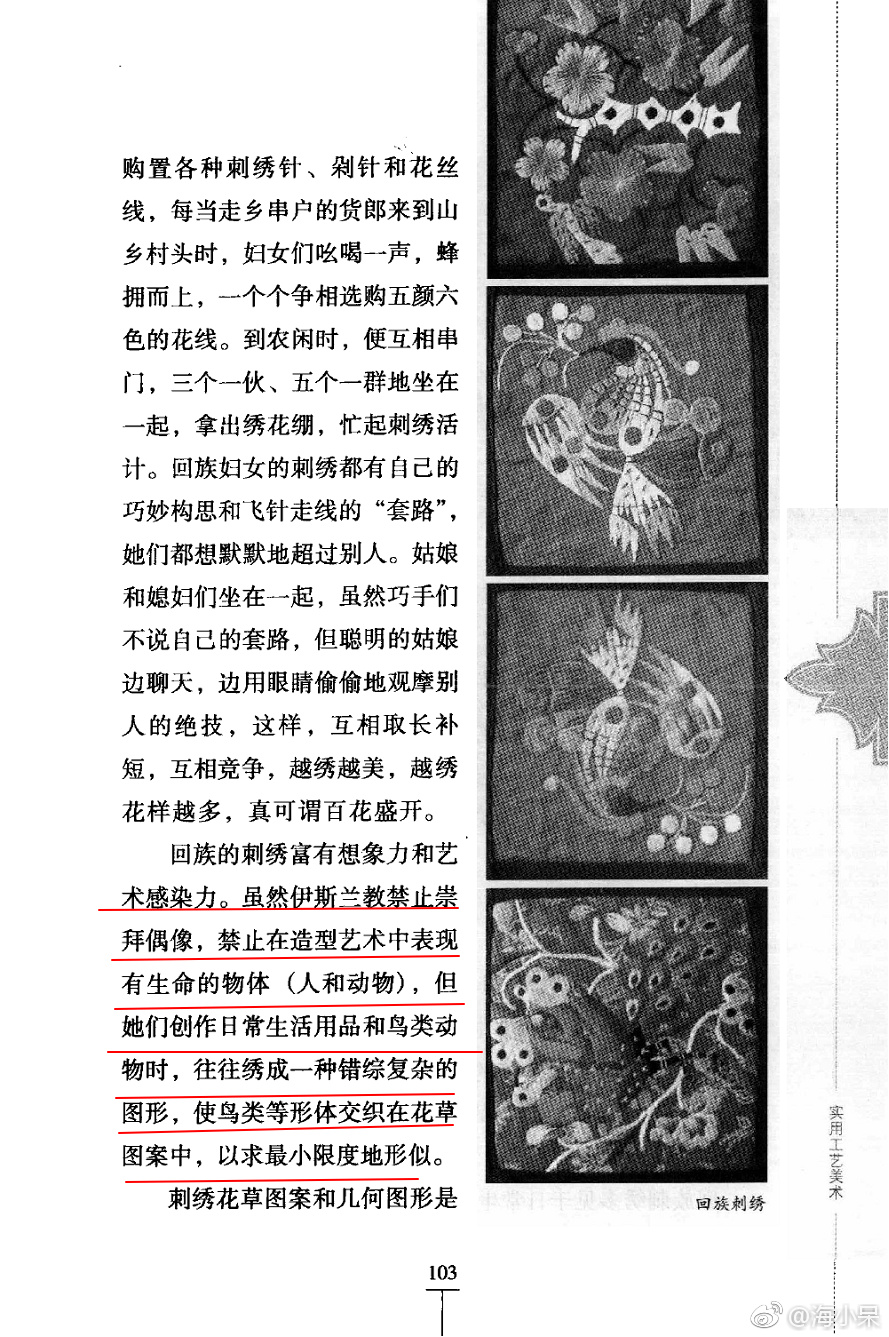 购置各种刺绣针、剁针和花丝
线，每当走乡串户的货郎来到山
乡村头时，妇女们吆喝一声，蜂
拥而上，一个个争相选购五颜六
色的花线。到农闲时，便互相串
门，三个一伙、五个一群地坐在
一起，拿出绣花绷，忙起刺绣活
计。回族妇女的刺绣都有自己的
巧妙构思和飞针走线的“套路”，
她们都想默默地超过别人。姑娘
和媳妇们坐在一起，虽然巧手们
不说自己的套路，但聪明的姑娘
边聊天，边用眼睛偷偷地观摩别
人的绝技，这样，互相取长补
短，互相竞争，越绣越美，越绣
花样越多，真可谓百花盛开。
回族的刺绣富有想象力和艺
术感染力。虽然伊斯兰教禁止崇
拜偶像，禁止在造型艺术中表现
有生命的物体（人和动物），但
她们创作日常生活用品和鸟类动
物时，往往绣成一种错综复杂的
图形，使鸟类等形体交织在花草
图案中，以求最小限度地形似。
刺绣花草图案和几何图形是
回族刺绣
实用工艺美术
103
@海小呆